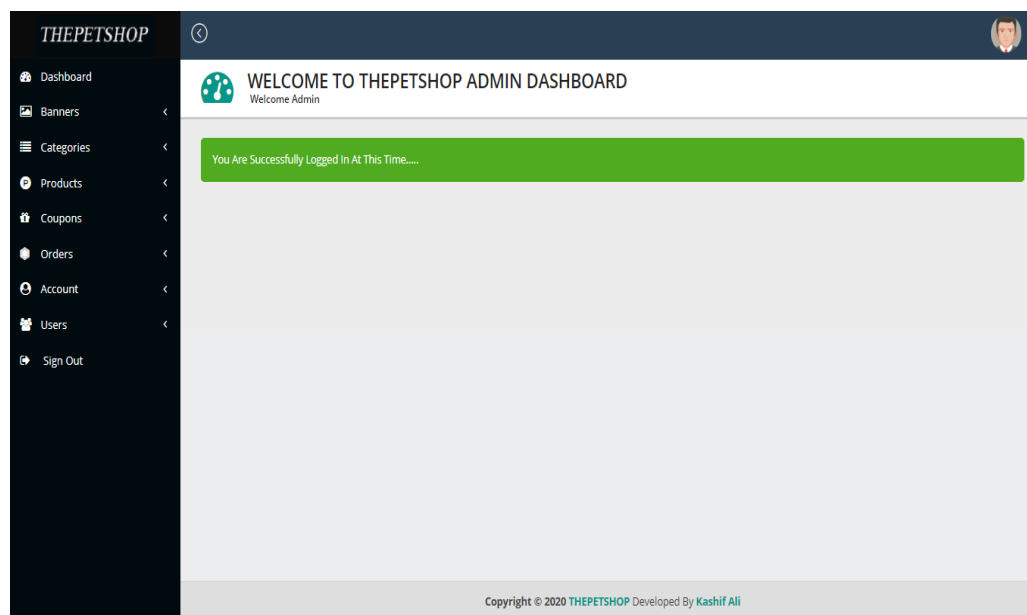 THEPETSHOP
Dashboard
Banners
Categories
Products
Coupons
Orders
Account
Users
Sign Out
WELCOME TO THEPETSHOP ADMIN DASHBOARD
Welcome Admin
You Are Successfully Logged In At This Time.....
Copyright © 2020 THEPETSHOP Developed By Kashif Ali